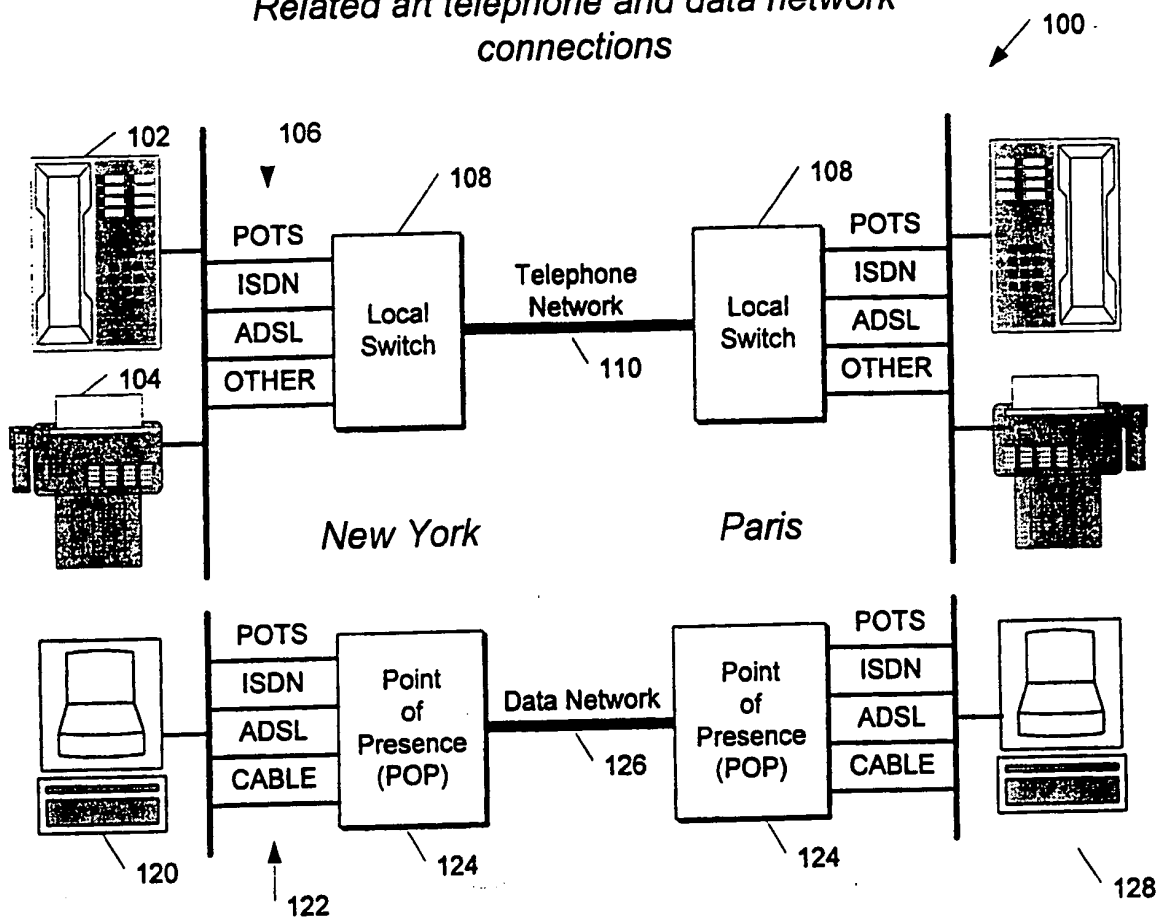 Related art telephone and data network
connections
100
102
106
108
108
POTS
ISDN
ADSL
OTHER
Local
Switch
Telephone
Network
110
Local
Switch
POTS
ISDN
ADSL
OTHER
104
New York
Paris
POTS
ISDN
ADSL
CABLE
Point
of
Presence
(POP)
Data Network
126
Point
of
Presence
(POP)
POTS
ISDN
ADSL
CABLE
120
122
124
124
128